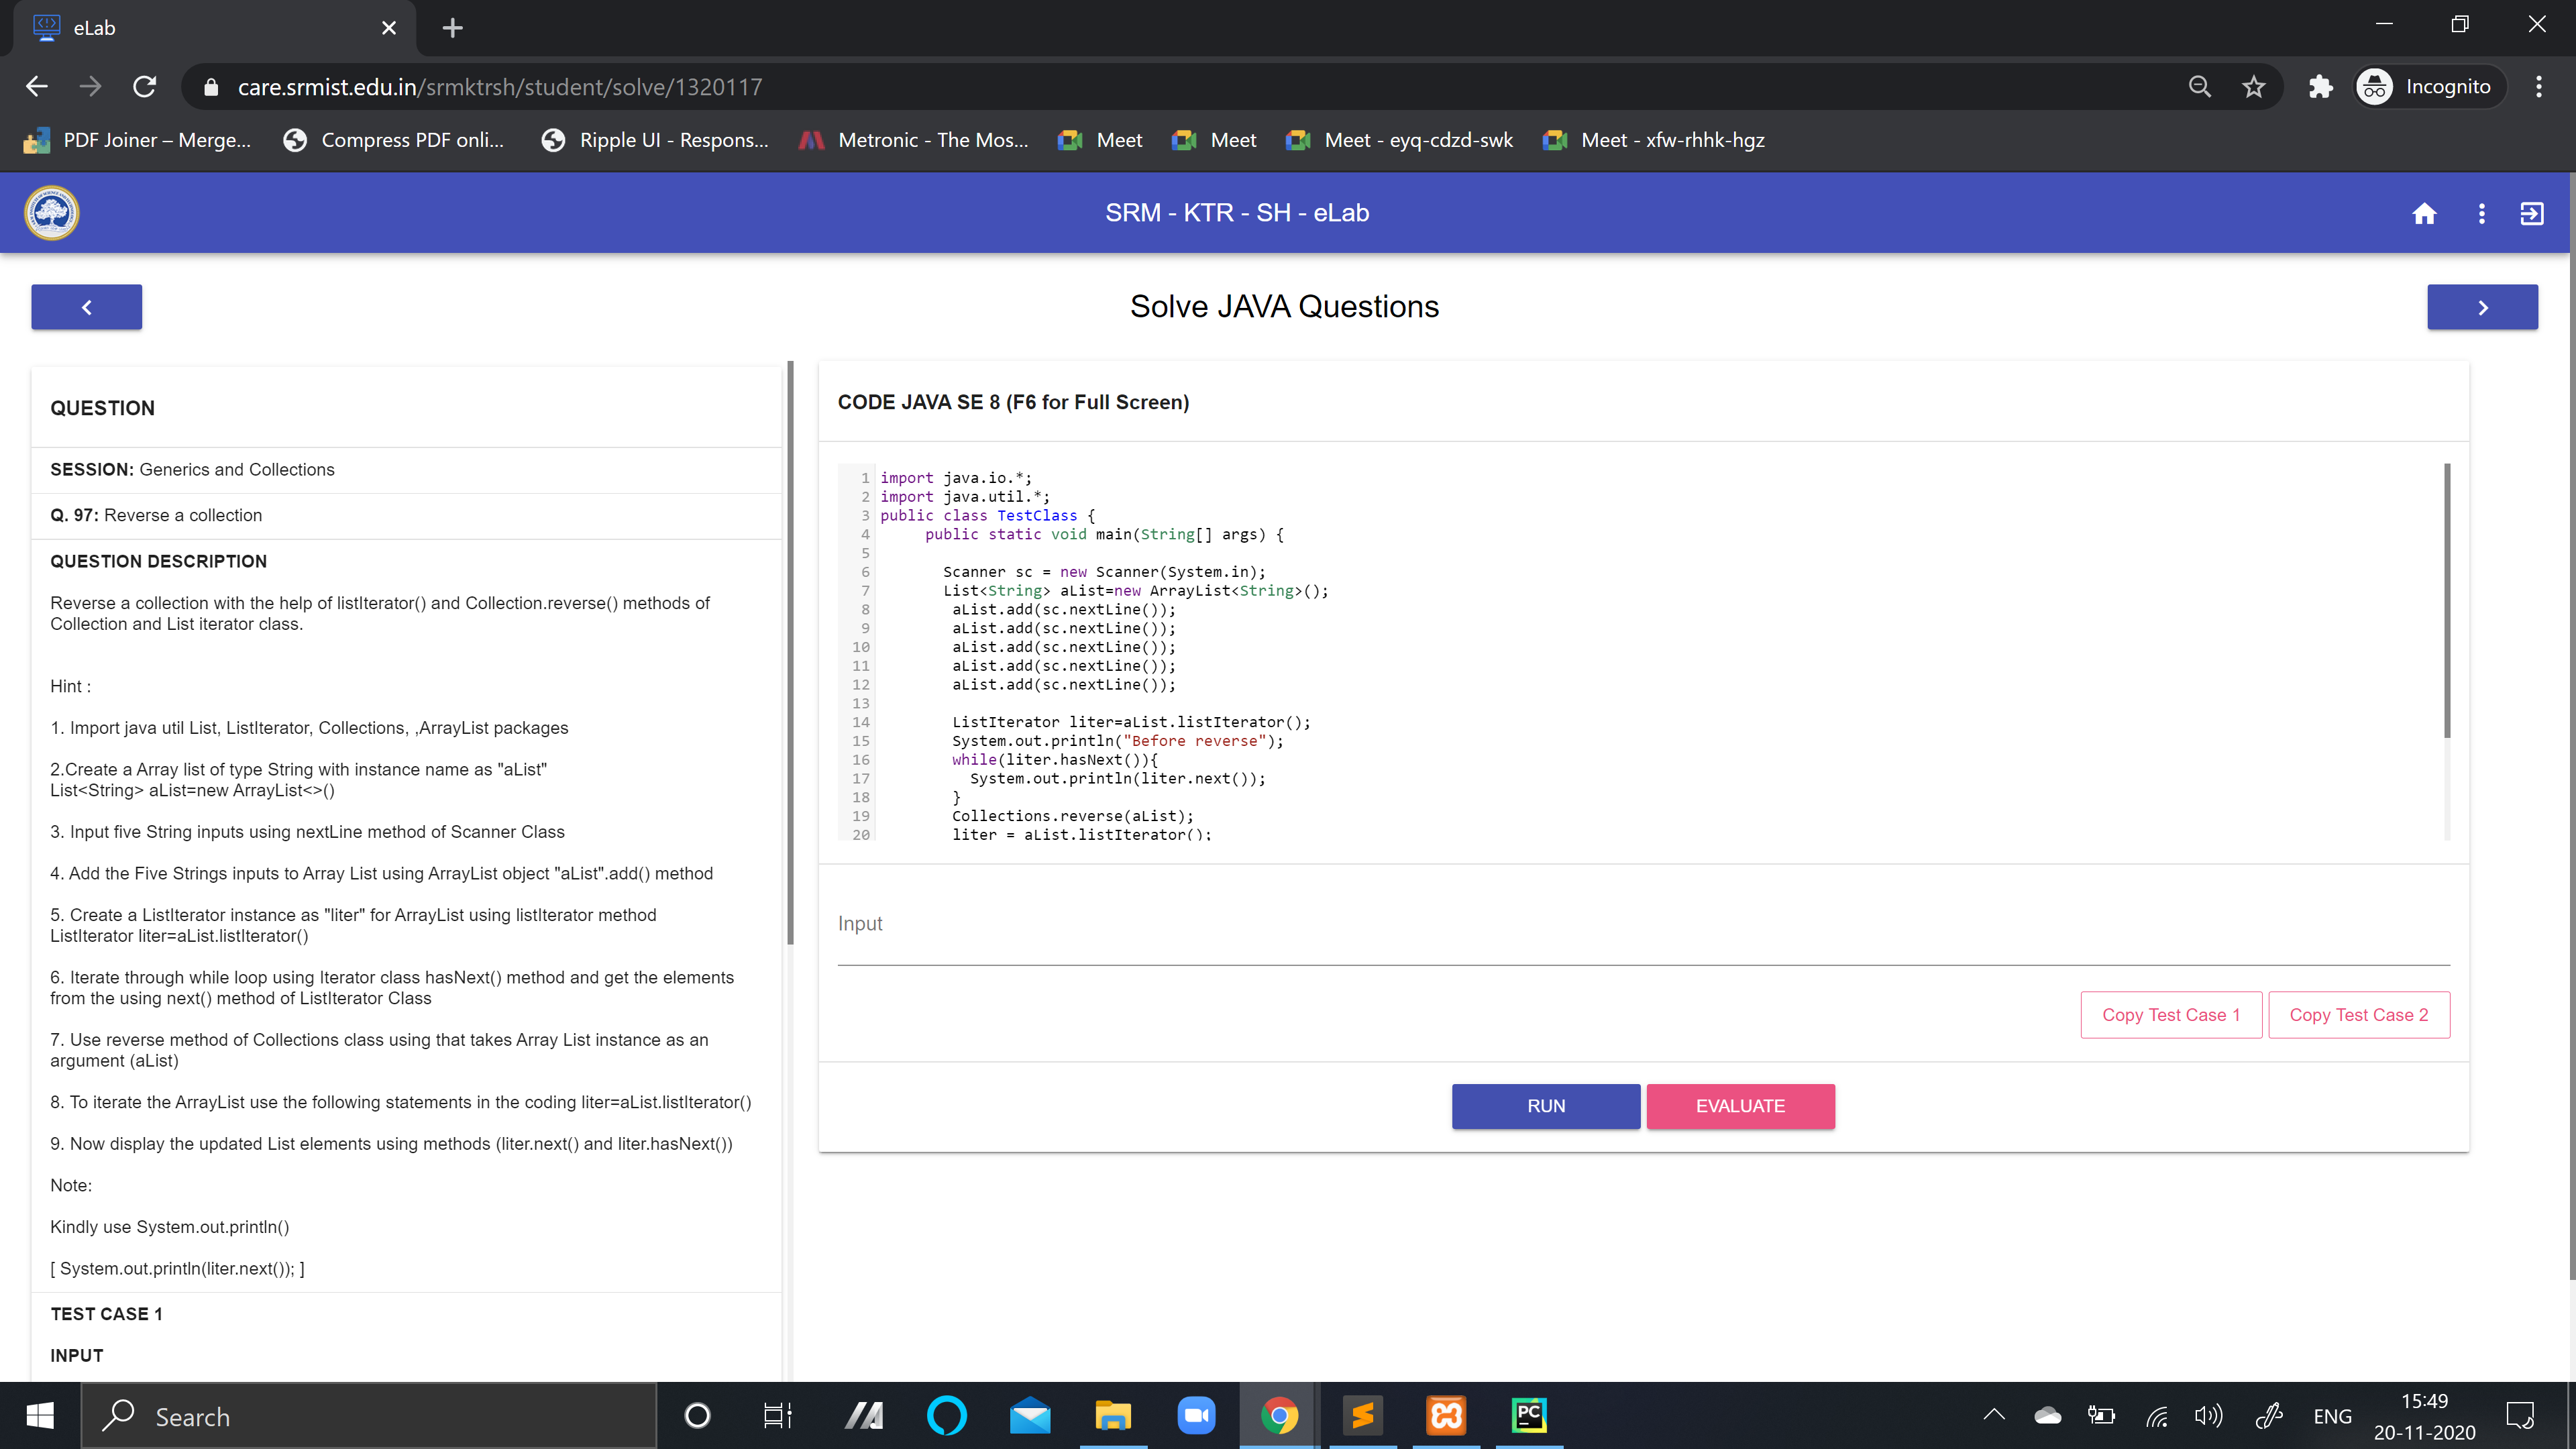 eLab
care.srmist.edu.in/srmktrsh/student/solve/1320117
Incognito
PDF Joiner – Merge...
Compress PDF onli...
Ripple UI - Respons...
Metronic - The Mos...
Meet
Meet
Meet - eyq-cdzd-swk
Meet - xfw-rhhk-hgz
SRM - KTR - SH - eLab
Solve JAVA Questions
QUESTION
SESSION: Generics and Collections
Q. 97: Reverse a collection
QUESTION DESCRIPTION
Reverse a collection with the help of listIterator() and Collection.reverse() methods of
Collection and List iterator class.
Hint :
1. Import java util List, ListIterator, Collections, ,ArrayList packages
2.Create a Array list of type String with instance name as "aList"
List<String> aList=new ArrayList<>()
3. Input five String inputs using nextLine method of Scanner Class
4. Add the Five Strings inputs to Array List using ArrayList object "aList".add() method
5. Create a ListIterator instance as "liter" for ArrayList using listIterator method
ListIterator liter=aList.listIterator()
6. Iterate through while loop using Iterator class hasNext() method and get the elements
from the using next() method of ListIterator Class
7. Use reverse method of Collections class using that takes Array List instance as an
argument (aList)
8. To iterate the ArrayList use the following statements in the coding liter=aList.listIterator()
9. Now display the updated List elements using methods (liter.next() and liter.hasNext())
Note:
Kindly use System.out.println()
[ System.out.println(liter.next()); ]
TEST CASE 1
INPUT
CODE JAVA SE 8 (F6 for Full Screen)
1 import java.io.*;
2 import java.util.*;
3 public class TestClass {
4 public static void main(String[] args) {
5
6 Scanner sc = new Scanner(System.in);
7 List<String> aList=new ArrayList<String>();
8 aList.add(sc.nextLine());
9 aList.add(sc.nextLine());
10 aList.add(sc.nextLine());
11 aList.add(sc.nextLine());
12 aList.add(sc.nextLine());
13
14 ListIterator liter=aList.listIterator();
15 System.out.println("Before reverse");
16 while(liter.hasNext()){
17 System.out.println(liter.next());
18 }
19 Collections.reverse(aList);
20 liter = aList.listIterator();
Input
Copy Test Case 1
Copy Test Case 2
RUN
EVALUATE
Search
PC
ENG
15:49
20-11-2020